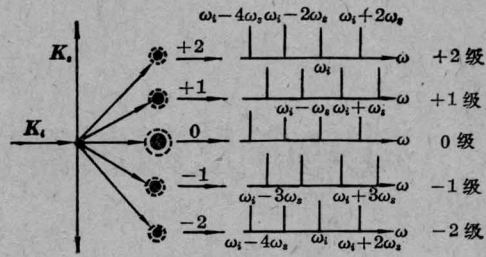 ωᵢ−4ωₛ ωᵢ−2ωₛ ωᵢ+2ωₛ
Kₛ
+2 ω +2 级
ωᵢ
+1 ω +1 级
ωᵢ−ωₛ ωᵢ+ωᵢ
Kᵢ 0 ω 0 级
−1 ω −1 级
ωᵢ−3ωₛ ωᵢ+3ωₛ
−2 ω −2 级
ωᵢ−4ωₛ ωᵢ ωᵢ+2ωₛ